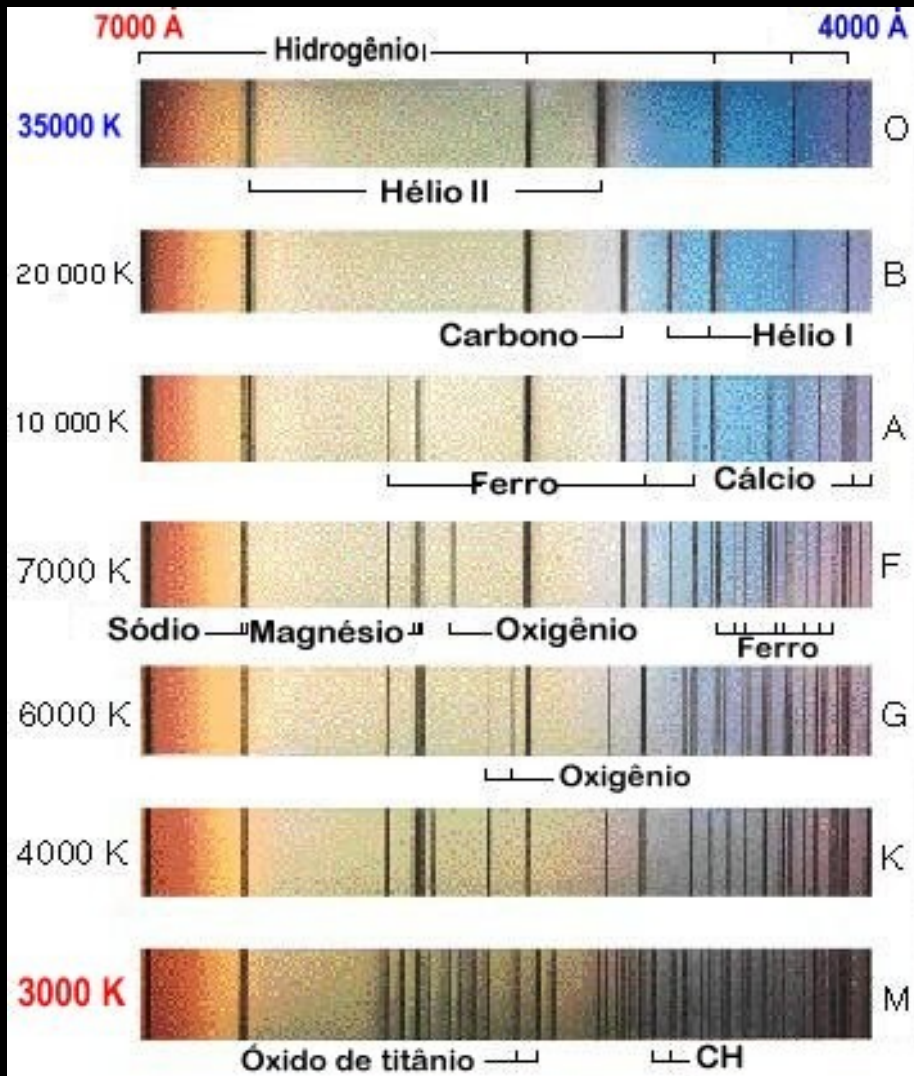 7000 Å 4000 Å
Hidrogênio
35000 K O
Hélio II
20 000 K B
Carbono Hélio I
10 000 K A
Ferro Cálcio
7000 K F
Sódio Magnésio Oxigênio Ferro
6000 K G
Oxigênio
4000 K K
3000 K M
Óxido de titânio CH